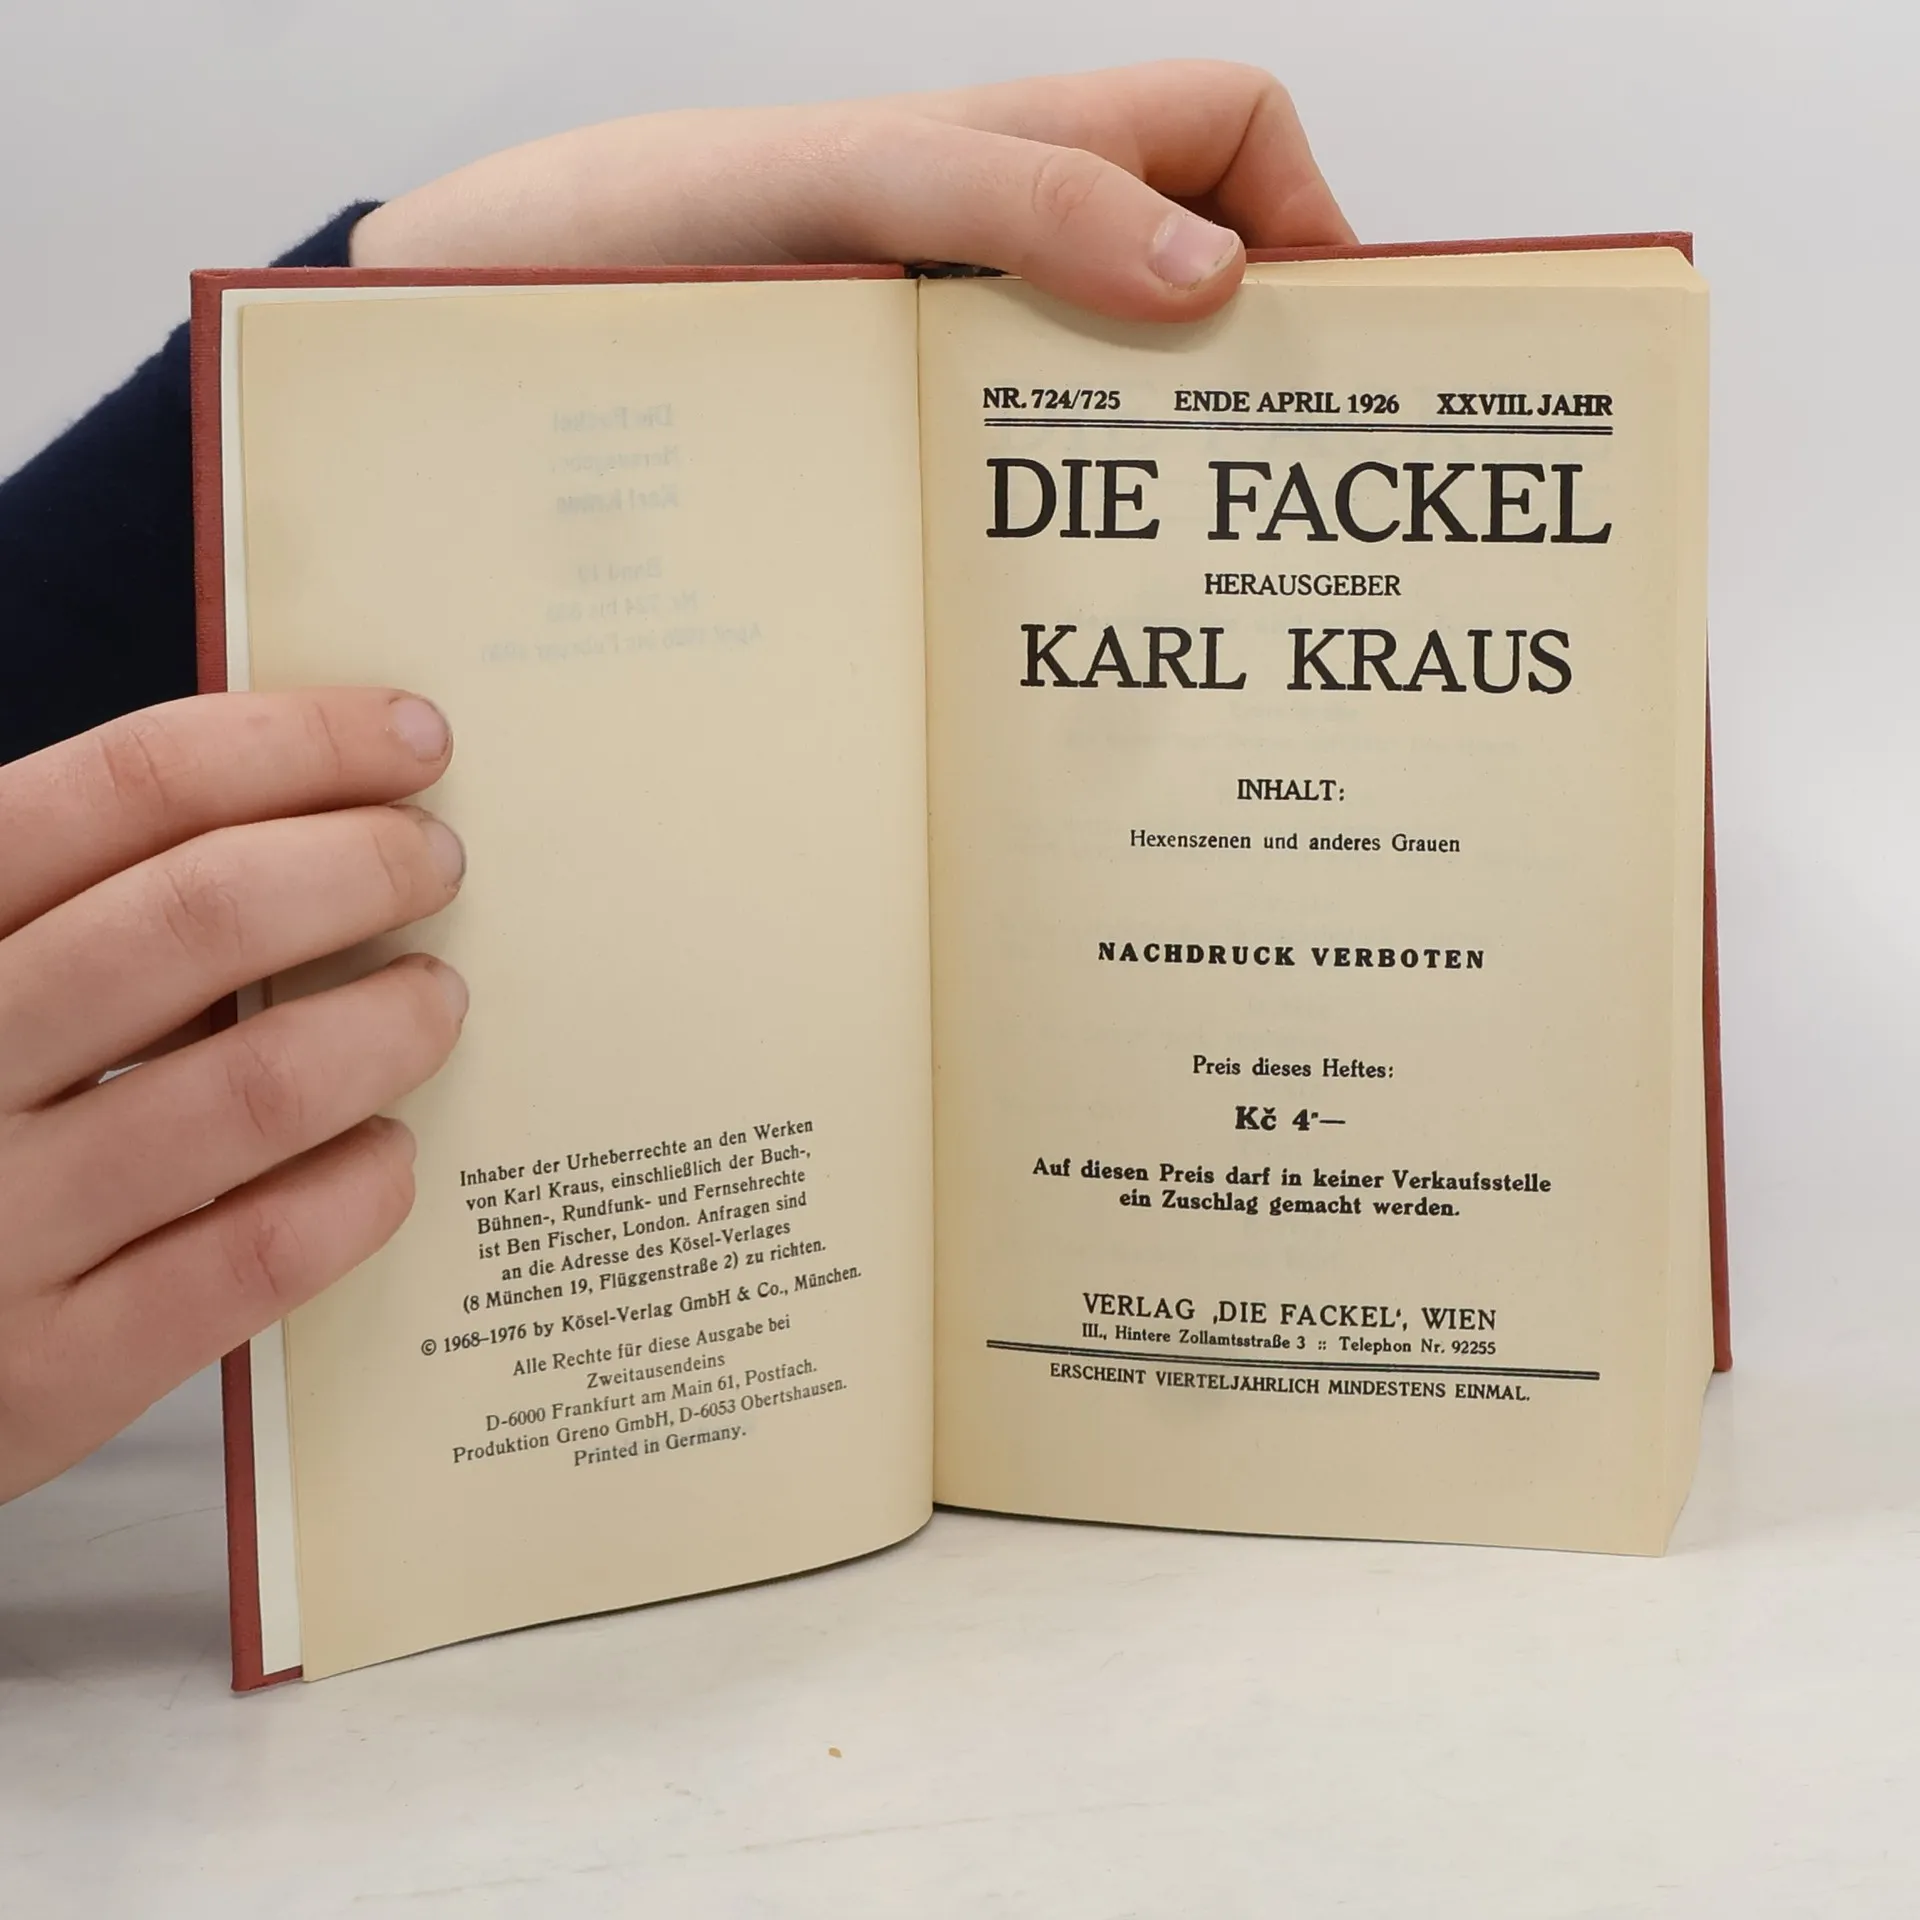 Inhaber der Urheberrechte an den Werken
von Karl Kraus, einschließlich der Buch-,
Bühnen-, Rundfunk- und Fernsehrechte
ist Ben Fischer, London. Anfragen sind
an die Adresse des Kösel-Verlages
(8 München 19, Flüggenstraße 2) zu richten.
© 1968–1976 by Kösel-Verlag GmbH & Co., München.
Alle Rechte für diese Ausgabe bei
Zweitausendeins
D-6000 Frankfurt am Main 61, Postfach.
Produktion Greno GmbH, D-6053 Obertshausen.
Printed in Germany.
NR. 724/725 ENDE APRIL 1926 XXVIII. JAHR
DIE FACKEL
HERAUSGEBER
KARL KRAUS
INHALT:
Hexenszenen und anderes Grauen
NACHDRUCK VERBOTEN
Preis dieses Heftes:
Kč 4·—
Auf diesen Preis darf in keiner Verkaufsstelle
ein Zuschlag gemacht werden.
VERLAG ‚DIE FACKEL‘, WIEN
III., Hintere Zollamtsstraße 3 :: Telephon Nr. 92255
ERSCHEINT VIERTELJÄHRLICH MINDESTENS EINMAL.